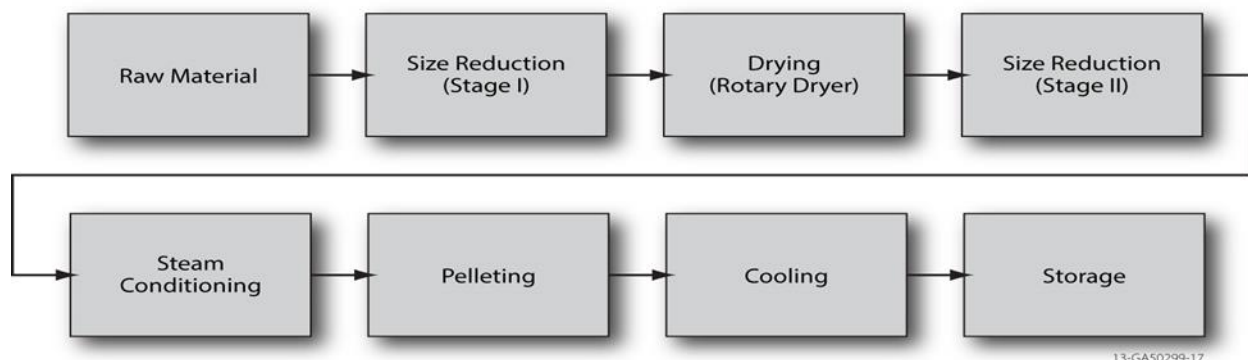 Raw Material
Size Reduction
(Stage I)
Drying
(Rotary Dryer)
Size Reduction
(Stage II)
Steam
Conditioning
Pelleting
Cooling
Storage
13-GA50299-17